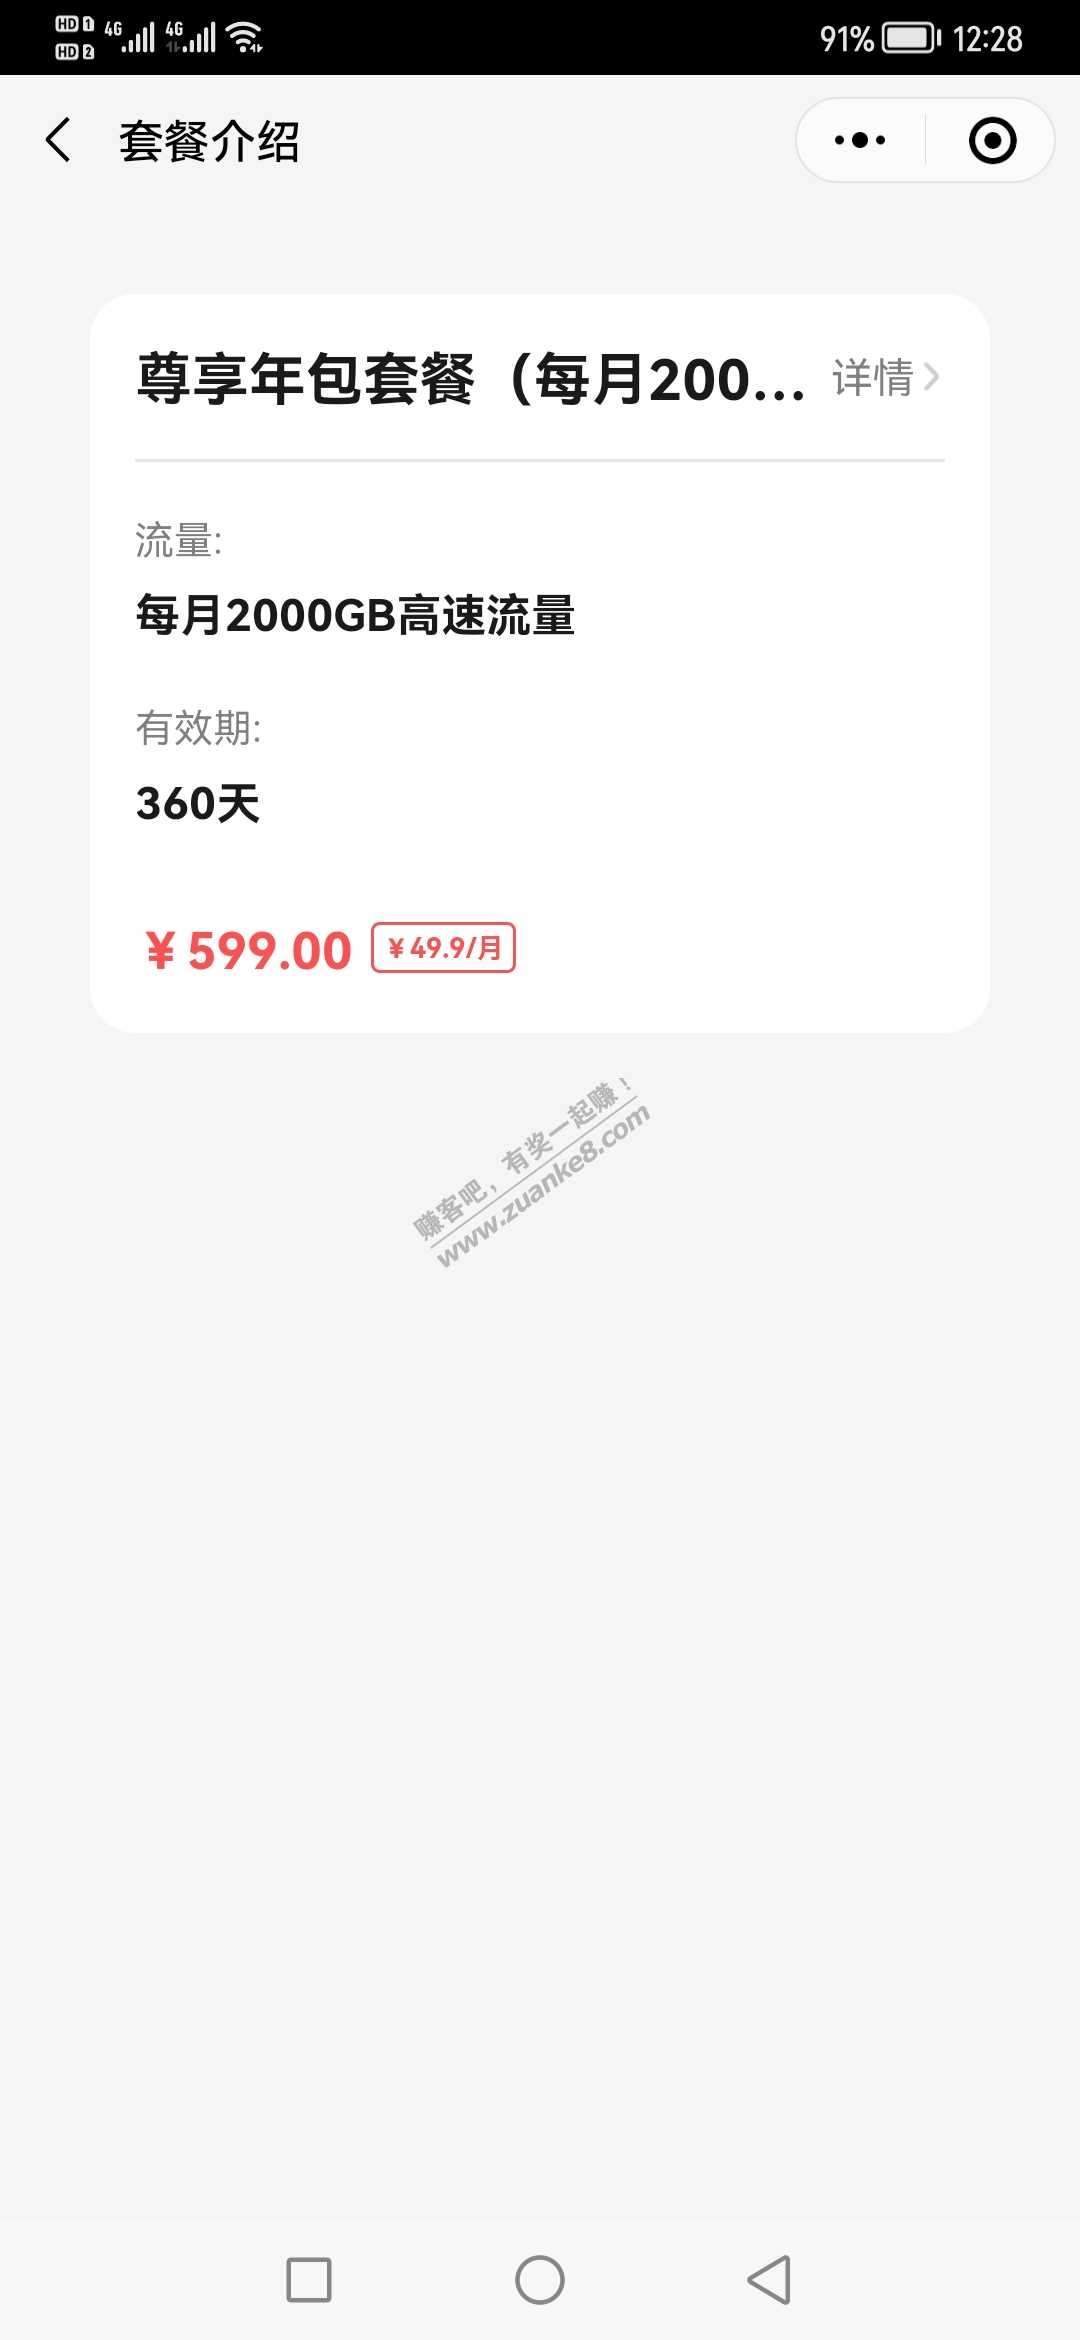 HD 1 4G 4G
HD 2
91% 12:28
套餐介绍
尊享年包套餐（每月200... 详情
流量:
每月2000GB高速流量
有效期:
360天
¥ 599.00 ¥ 49.9/月
赚客吧，有奖一起赚！
www.zuanke8.com